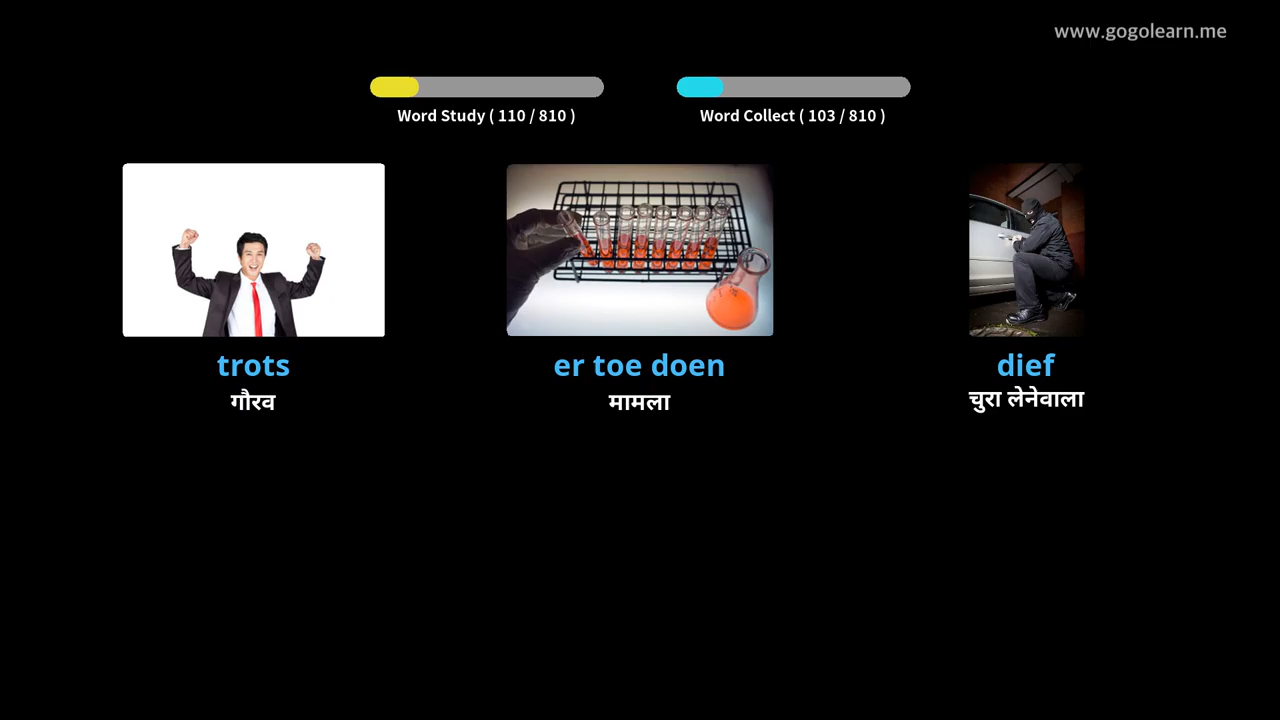 www.gogolearn.me
Word Study ( 110 / 810 )
Word Collect ( 103 / 810 )
trots
er toe doen
dief
गौरव
मामला
चुरा लेनेवाला